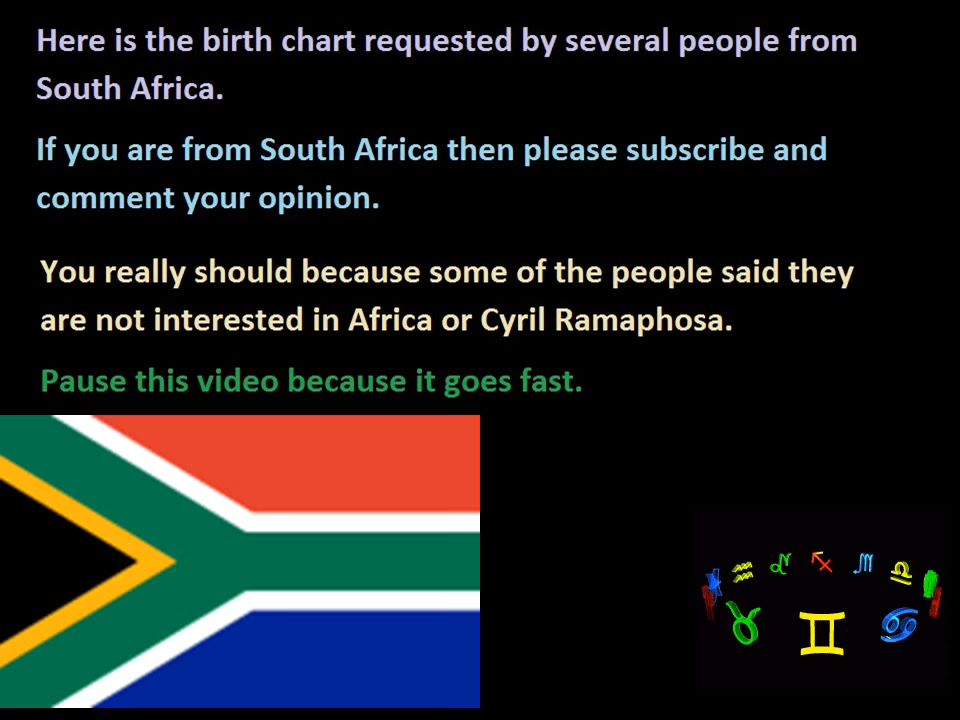 Here is the birth chart requested by several people from
South Africa.
If you are from South Africa then please subscribe and
comment your opinion.
You really should because some of the people said they
are not interested in Africa or Cyril Ramaphosa.
Pause this video because it goes fast.